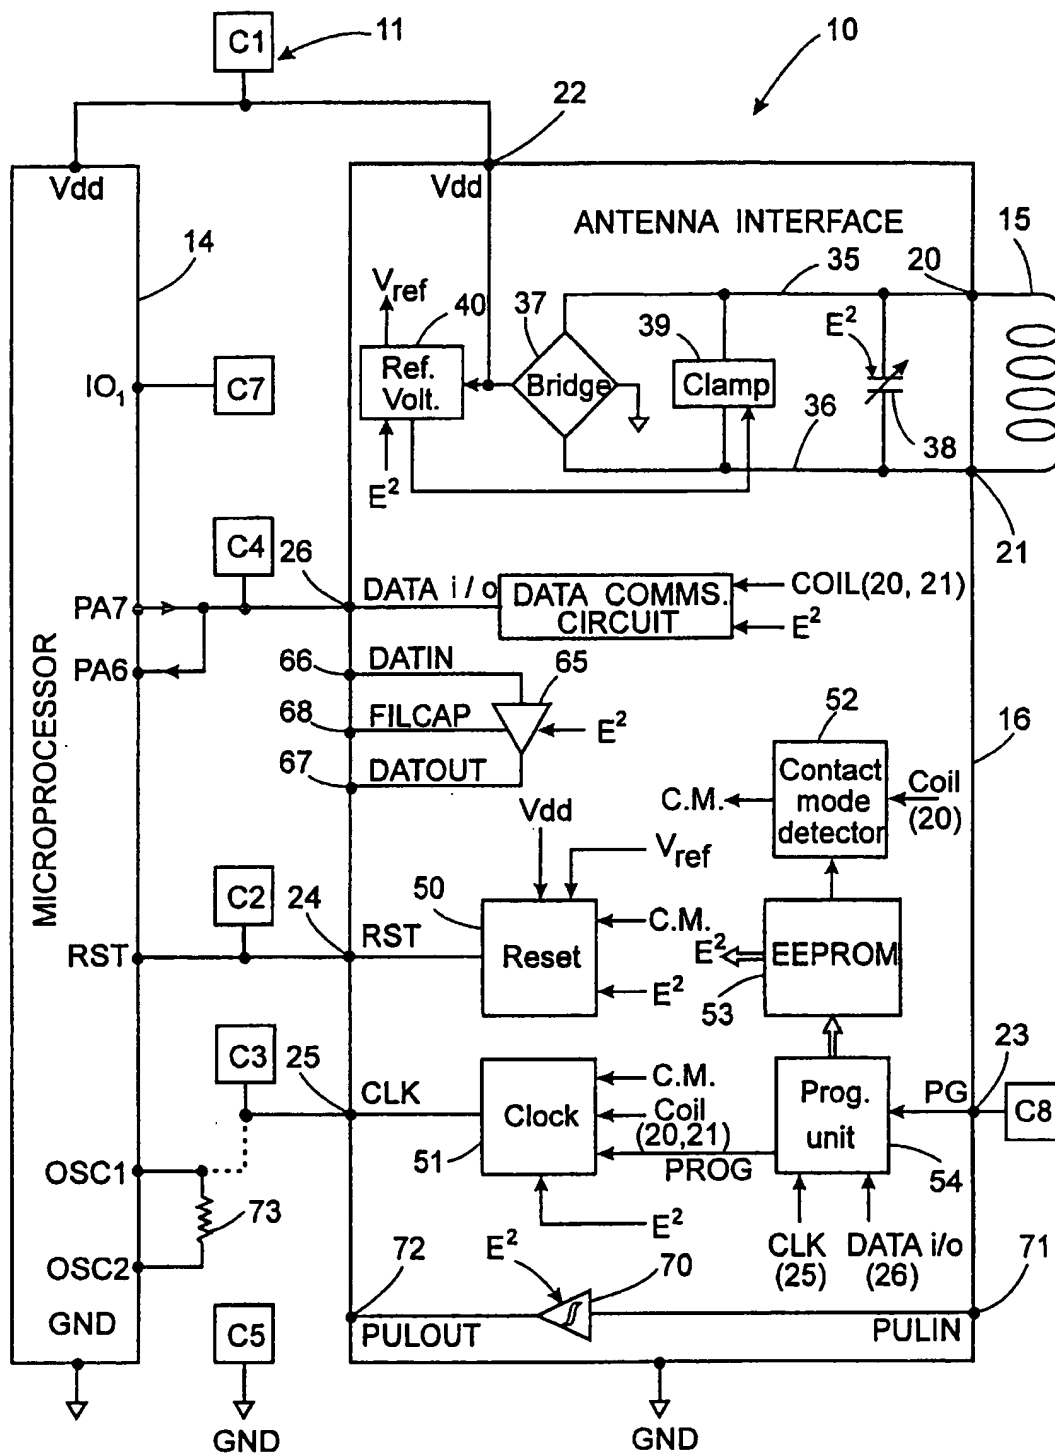 C1
11
10
22
Vdd
Vdd
ANTENNA INTERFACE
14
35
20
15
Vref
40
37
39
E²
Ref.
Volt.
Bridge
Clamp
IO1
C7
36
38
E²
21
C4
26
DATA i/o
DATA COMMS.
CIRCUIT
COIL(20, 21)
E²
PA7
PA6
66
DATIN
65
68
FILCAP
E²
67
DATOUT
52
16
Contact
mode
detector
C.M.
Coil
(20)
Vdd
Vref
MICROPROCESSOR
C2
24
50
RST
RST
Reset
C.M.
E²
E²
EEPROM
53
C3
25
CLK
Clock
51
C.M.
Coil
(20,21)
PROG
E²
Prog.
unit
PG
23
C8
54
OSC1
73
OSC2
CLK
(25)
DATA i/o
(26)
72
E²
70
71
GND
C5
PULOUT
PULIN
GND
GND